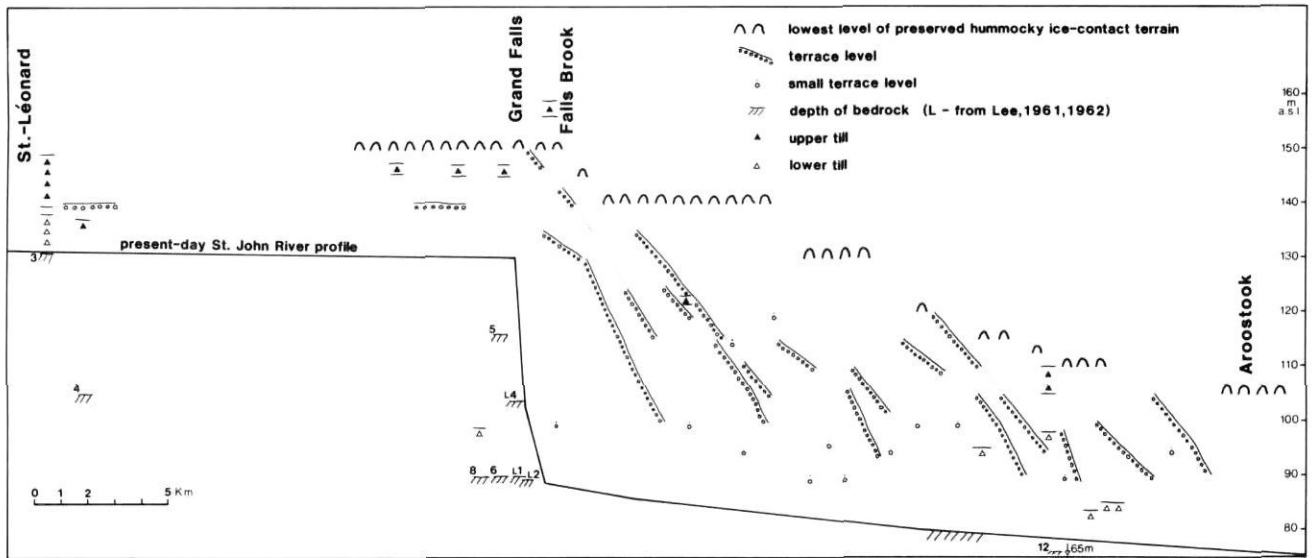 St.-Léonard
Grand Falls
Falls Brook
lowest level of preserved hummocky ice-contact terrain
terrace level
small terrace level
depth of bedrock (L - from Lee,1961,1962)
upper till
lower till
160
m
a s l
150
140
130
120
110
100
90
80
present-day St. John River profile
3
5
4
L4
8 6 L1 L2
Aroostook
0 1 2 5 Km
12 65m